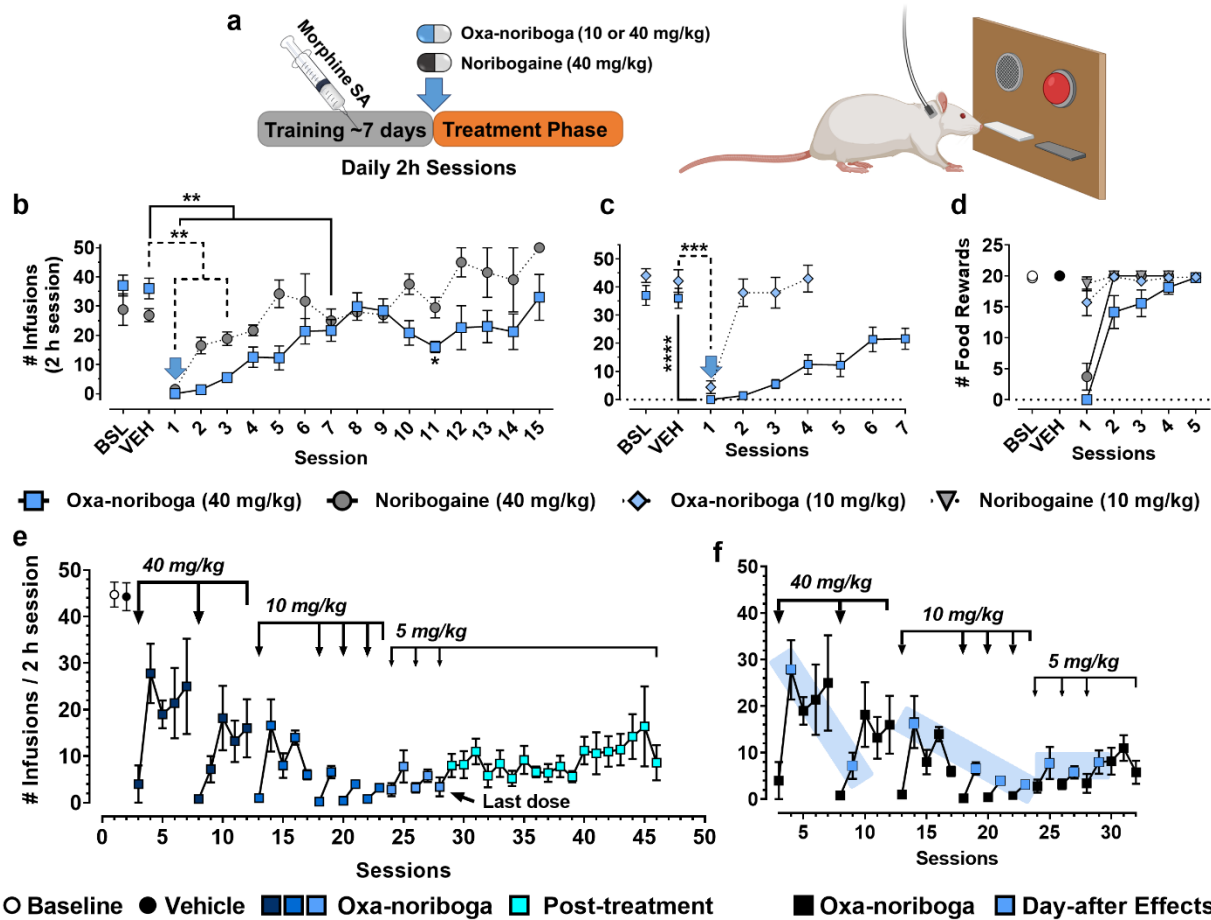 a
Morphine SA
Oxa-noriboga (10 or 40 mg/kg)
Noribogaine (40 mg/kg)
Training ~7 days
Treatment Phase
Daily 2h Sessions
b
**
**
*
# Infusions
(2 h session)
50
40
30
20
10
0
BSL
VEH
1
2
3
4
5
6
7
8
9
10
11
12
13
14
15
Session
c
***
****
50
40
30
20
10
0
BSL
VEH
1
2
3
4
5
6
7
Sessions
d
# Food Rewards
25
20
15
10
5
0
BSL
VEH
1
2
3
4
5
Sessions
Oxa-noriboga (40 mg/kg)
Noribogaine (40 mg/kg)
Oxa-noriboga (10 mg/kg)
Noribogaine (10 mg/kg)
e
# Infusions / 2 h session
50
40
30
20
10
0
40 mg/kg
10 mg/kg
5 mg/kg
Last dose
0
5
10
15
20
25
30
35
40
45
50
Sessions
f
50
40
30
20
10
0
40 mg/kg
10 mg/kg
5 mg/kg
5
10
15
20
25
30
Sessions
Baseline
Vehicle
Oxa-noriboga
Post-treatment
Oxa-noriboga
Day-after Effects